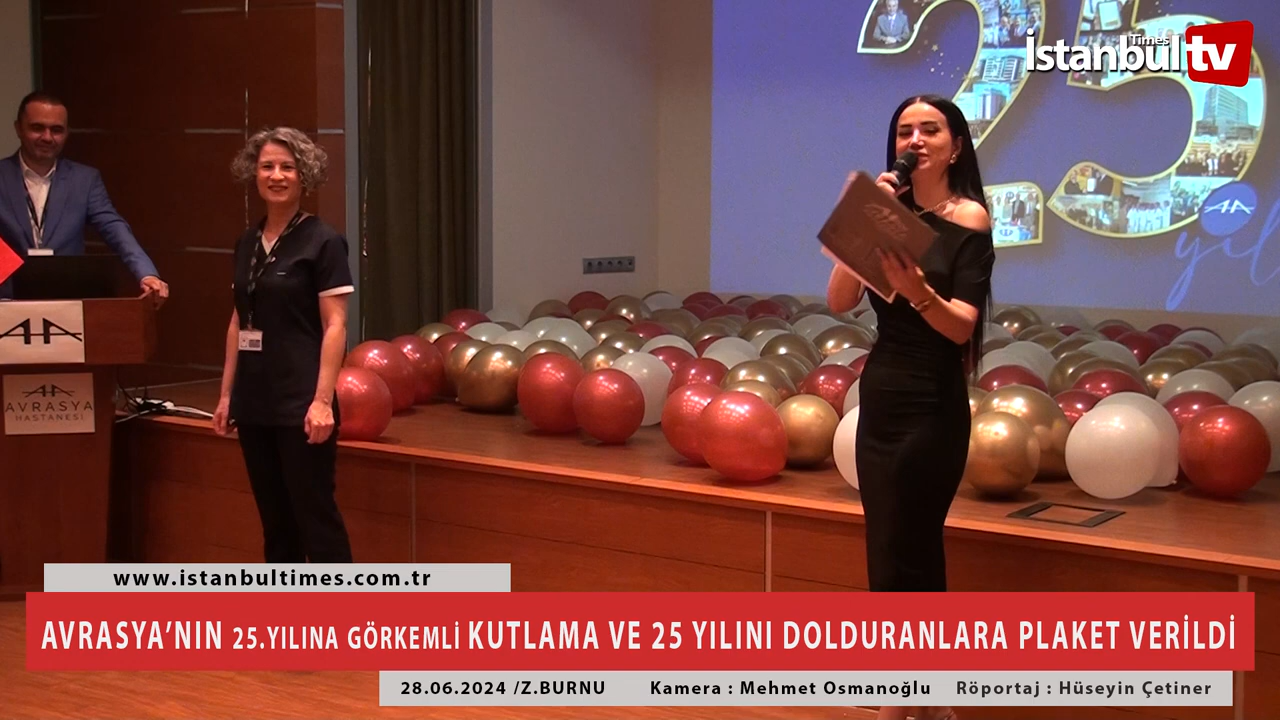 Times
İstanbul tv
25
yıl
AVRASYA
HASTANESİ
www.istanbultimes.com.tr
AVRASYA’NIN 25.YILINA GÖRKEMLİ KUTLAMA VE 25 YILINI DOLDURANLARA PLAKET VERİLDİ
28.06.2024 /Z.BURNU Kamera : Mehmet Osmanoğlu Röportaj : Hüseyin Çetiner